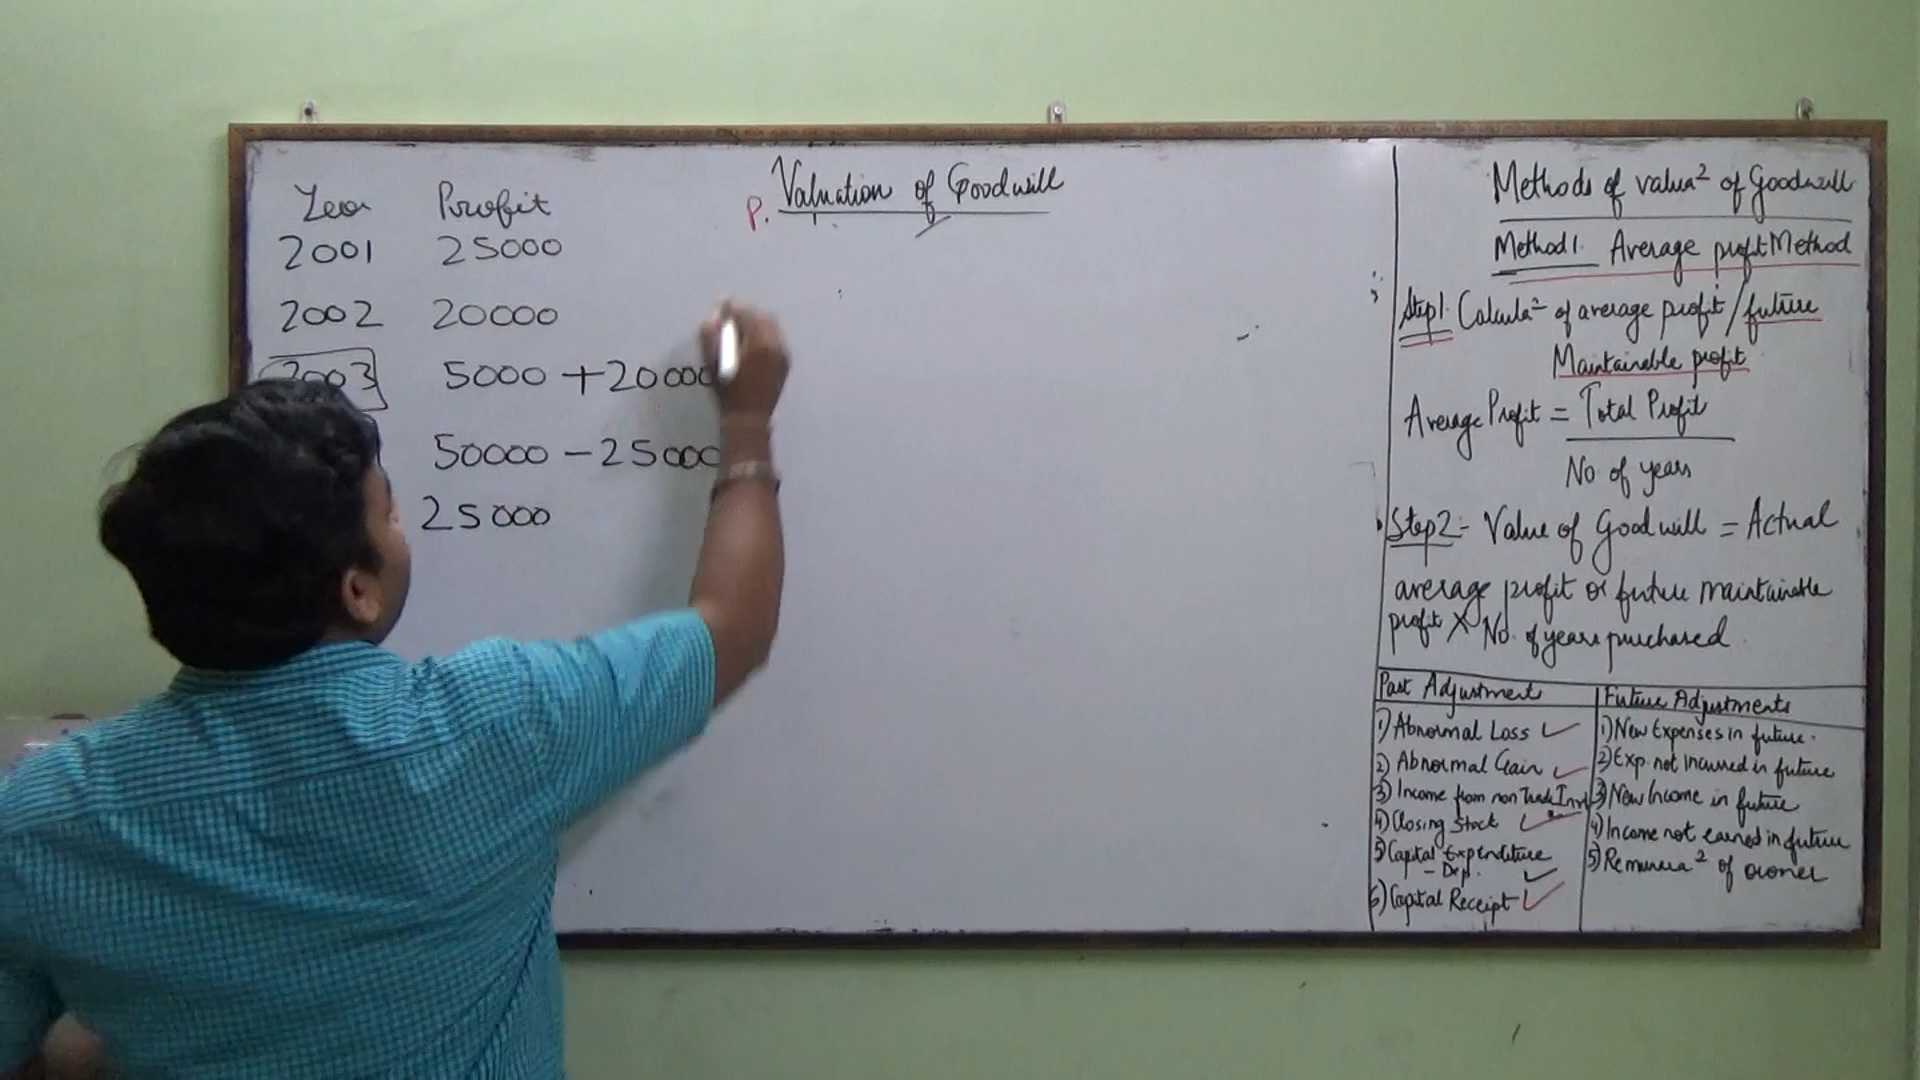 Year Profit
2001 25000
2002 20000
2003 5000 + 20000
50000 - 25000
25000
P. Valuation of Goodwill
Methods of valua² of Goodwill
Method 1. Average profit Method
Step 1. Calcula² of average profit / future
Maintainable profit
Average Profit = Total Profit
No of years
Step 2 - Value of Goodwill = Actual
average profit or future maintainable
profit X No. of years purchased.
Past Adjustment
1) Abnormal Loss ✓
2) Abnormal Gain ✓
3) Income from non Trade Inv
4) Closing Stock ✓
5) Capital Expenditure
- Dep. ✓
6) Capital Receipt ✓
Future Adjustments
1) New Expenses in future.
2) Exp. not incurred in future
3) New Income in future
4) Income not earned in future
5) Remunera² of owner